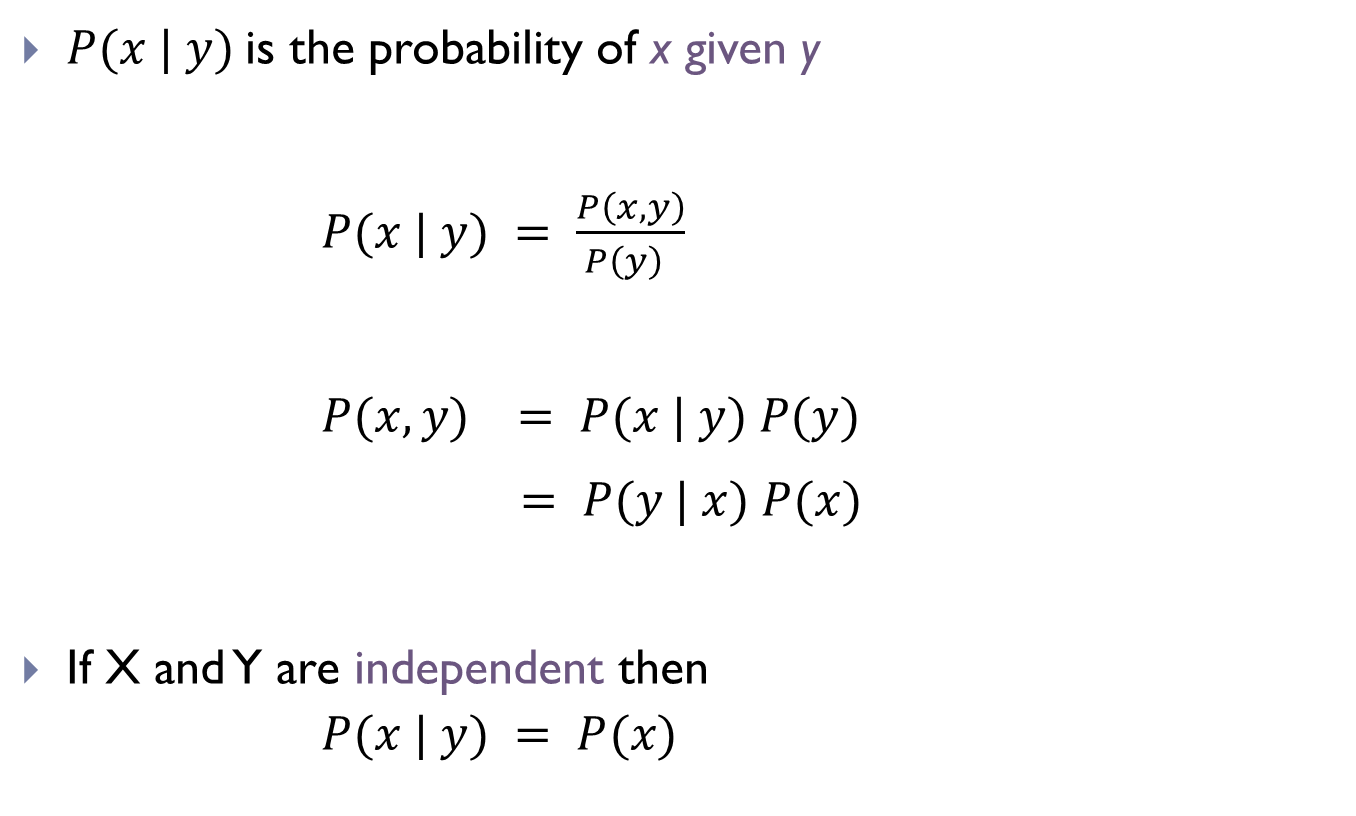 P(x | y) is the probability of x given y
P(x | y) = P(x,y) / P(y)
P(x, y) = P(x | y) P(y)
= P(y | x) P(x)
If X and Y are independent then
P(x | y) = P(x)